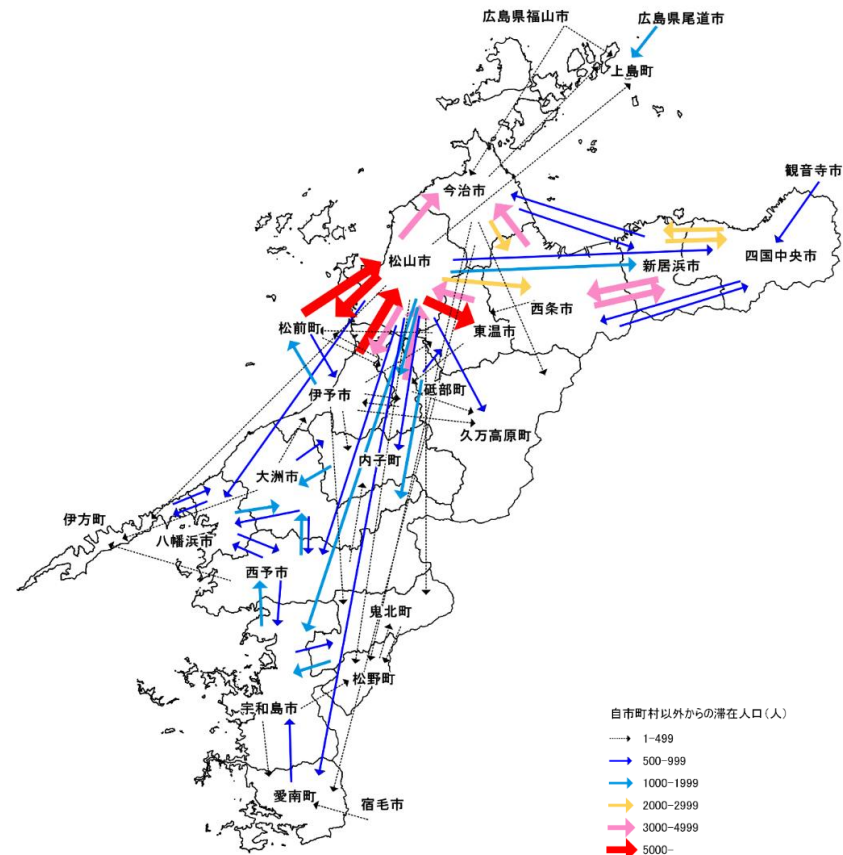 広島県福山市
広島県尾道市
上島町
観音寺市
今治市
四国中央市
新居浜市
松山市
西条市
松前町
東温市
伊予市
砥部町
久万高原町
内子町
大洲市
伊方町
八幡浜市
西予市
鬼北町
松野町
宇和島市
愛南町
宿毛市
自市町村以外からの滞在人口(人)
1-499
500-999
1000-1999
2000-2999
3000-4999
5000-